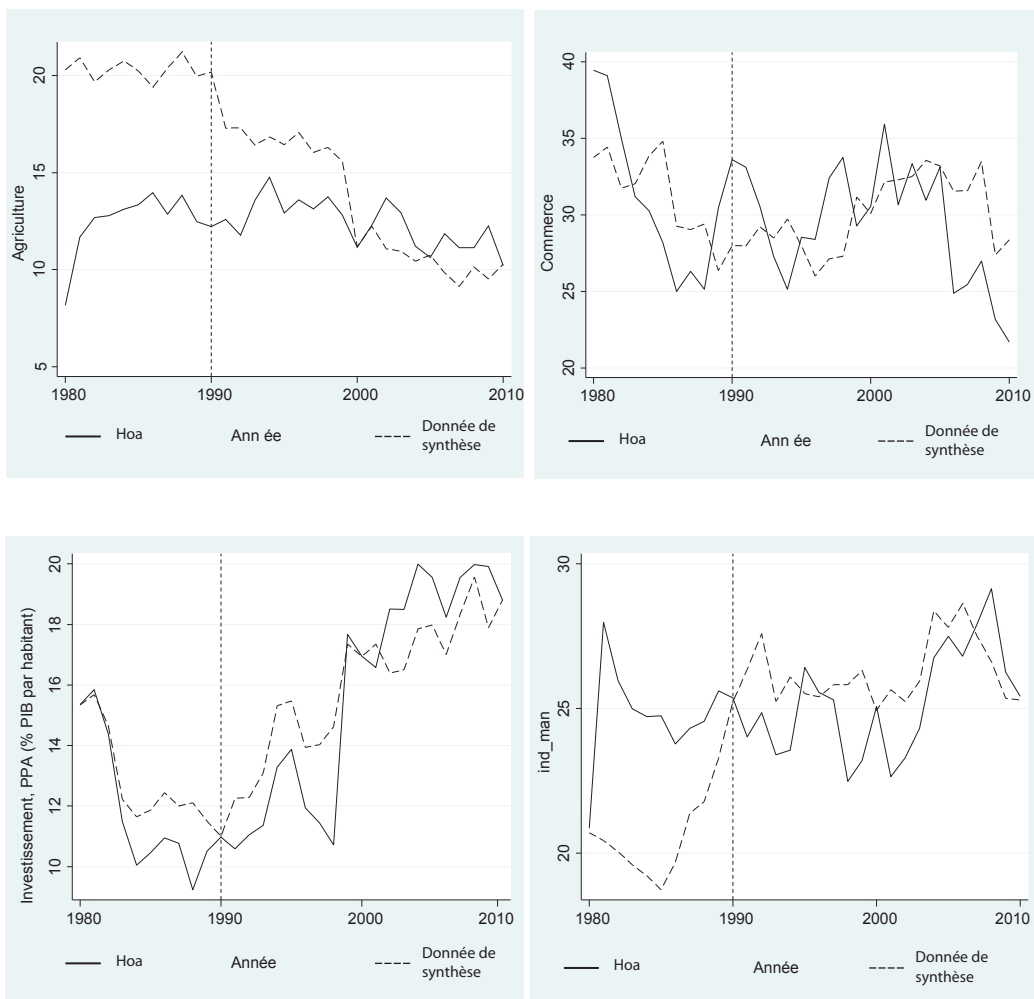 Agriculture
20
15
10
5
1980 1990 2000 2010
Hoa Ann ée Donnée de
synthèse
Commerce
40
35
30
25
20
1980 1990 2000 2010
Hoa Ann ée Donnée de
synthèse
Investissement, PPA (% PIB par habitant)
20
18
16
14
12
10
1980 1990 2000 2010
Hoa Année Donnée de
synthèse
ind_man
30
25
20
1980 1990 2000 2010
Hoa Année Donnée de
synthèse